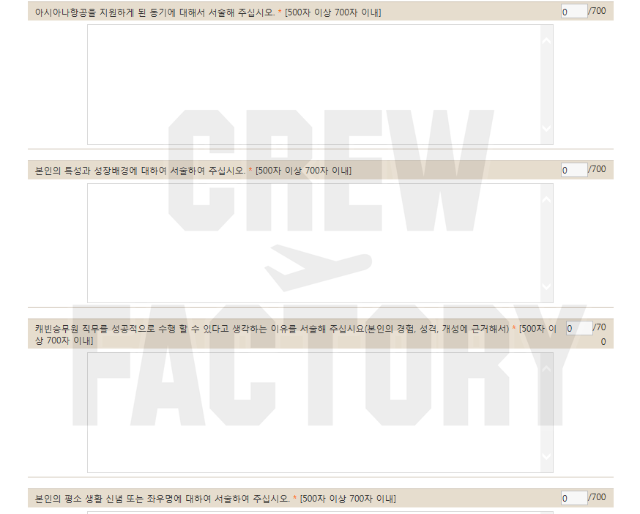 아시아나항공을 지원하게 된 동기에 대해서 서술해 주십시오. * [500자 이상 700자 이내] 0 /700
본인의 특성과 성장배경에 대하여 서술하여 주십시오. * [500자 이상 700자 이내] 0 /700
캐빈승무원 직무를 성공적으로 수행 할 수 있다고 생각하는 이유를 서술해 주십시요(본인의 경험, 성격, 개성에 근거해서) * [500자 이 0 /70
상 700자 이내] 0
본인의 평소 생활 신념 또는 좌우명에 대하여 서술하여 주십시오. * [500자 이상 700자 이내] 0 /700
CREW
FACTORY